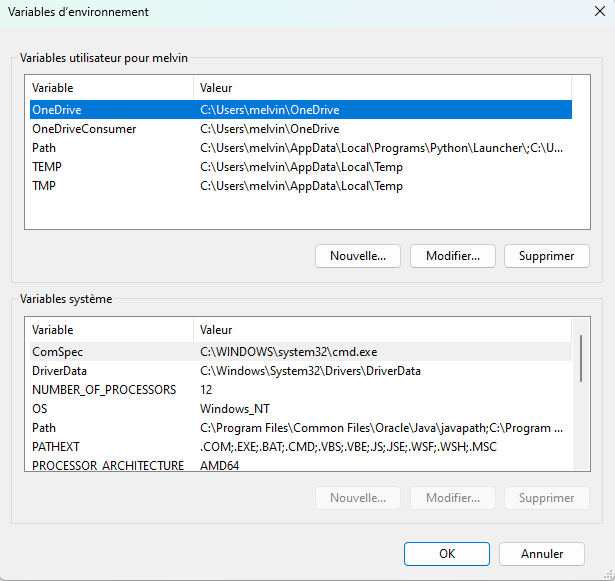 Variables d'environnement
Variables utilisateur pour melvin
Variable Valeur
OneDrive C:\Users\melvin\OneDrive
OneDriveConsumer C:\Users\melvin\OneDrive
Path C:\Users\melvin\AppData\Local\Programs\Python\Launcher\;C:\U...
TEMP C:\Users\melvin\AppData\Local\Temp
TMP C:\Users\melvin\AppData\Local\Temp
Nouvelle... Modifier... Supprimer
Variables système
Variable Valeur
ComSpec C:\WINDOWS\system32\cmd.exe
DriverData C:\Windows\System32\Drivers\DriverData
NUMBER_OF_PROCESSORS 12
OS Windows_NT
Path C:\Program Files\Common Files\Oracle\Java\javapath;C:\Program ...
PATHEXT .COM;.EXE;.BAT;.CMD;.VBS;.VBE;.JS;.JSE;.WSF;.WSH;.MSC
PROCESSOR_ARCHITECTURE AMD64
Nouvelle... Modifier... Supprimer
OK Annuler